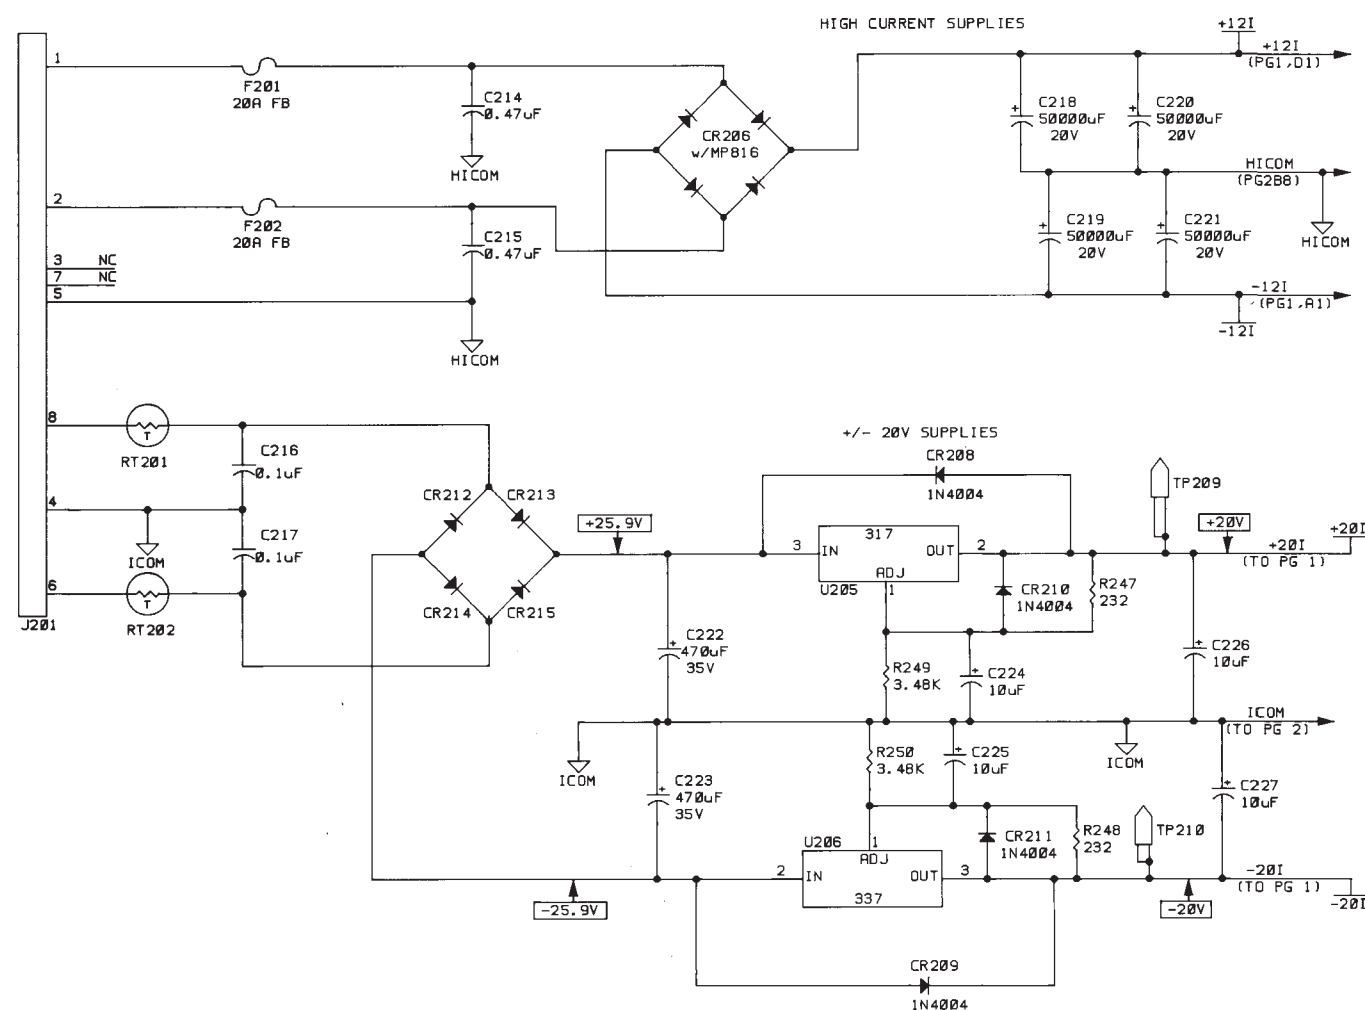 HIGH CURRENT SUPPLIES
+12I
+12I
(PG1,D1)
1
F201
20A FB
C214
0.47uF
HICOM
CR206
w/MP816
C218
50000uF
20V
C220
50000uF
20V
HICOM
(PG2B8)
HICOM
2
F202
20A FB
C215
0.47uF
C219
50000uF
20V
C221
50000uF
20V
3 NC
7 NC
5
HICOM
-12I
(PG1,A1)
-12I
8
RT201
T
C216
0.1uF
4
ICOM
C217
0.1uF
6
RT202
T
J201
CR212
CR213
CR214
CR215
+25.9V
+/- 20V SUPPLIES
CR208
1N4004
TP209
+20V
+20I
+20I
(TO PG 1)
3
IN
317
OUT
2
ADJ
1
U205
CR210
1N4004
R247
232
C222
470uF
35V
R249
3.48K
C224
10uF
C226
10uF
ICOM
ICOM
(TO PG 2)
ICOM
R250
3.48K
C225
10uF
C223
470uF
35V
C227
10uF
U206
1
ADJ
2
IN
OUT
3
337
CR211
1N4004
R248
232
TP210
-25.9V
-20V
-20I
(TO PG 1)
-20I
CR209
1N4004